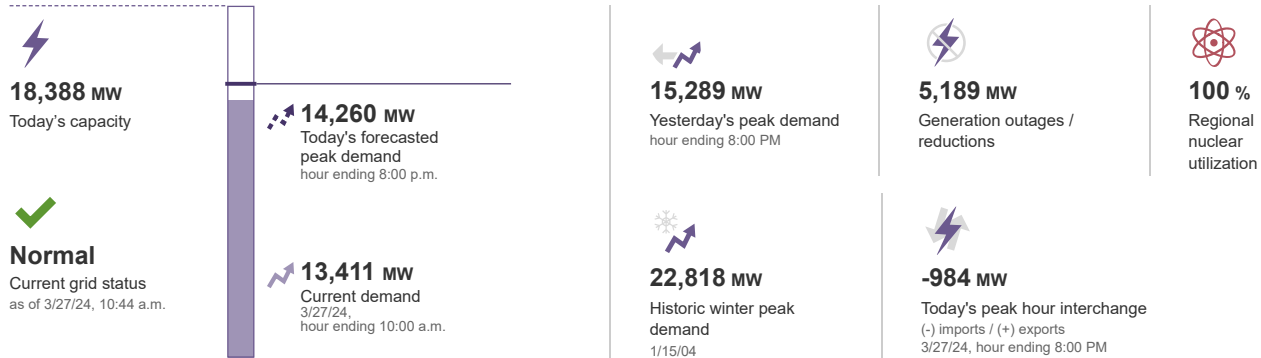 18,388 MW
Today's capacity
Normal
Current grid status
as of 3/27/24, 10:44 a.m.
14,260 MW
Today's forecasted
peak demand
hour ending 8:00 p.m.
13,411 MW
Current demand
3/27/24,
hour ending 10:00 a.m.
15,289 MW
Yesterday's peak demand
hour ending 8:00 PM
5,189 MW
Generation outages /
reductions
100 %
Regional
nuclear
utilization
22,818 MW
Historic winter peak
demand
1/15/04
-984 MW
Today's peak hour interchange
(-) imports / (+) exports
3/27/24, hour ending 8:00 PM